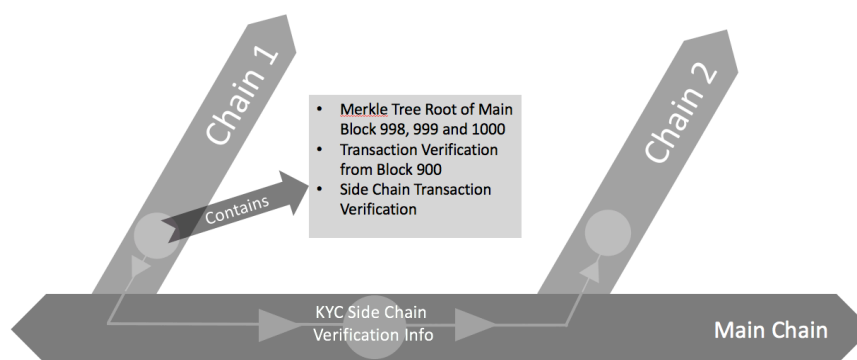 Chain 1
Chain 2
• Merkle Tree Root of Main
Block 998, 999 and 1000
• Transaction Verification
from Block 900
• Side Chain Transaction
Verification
Contains
KYC Side Chain
Verification Info
Main Chain